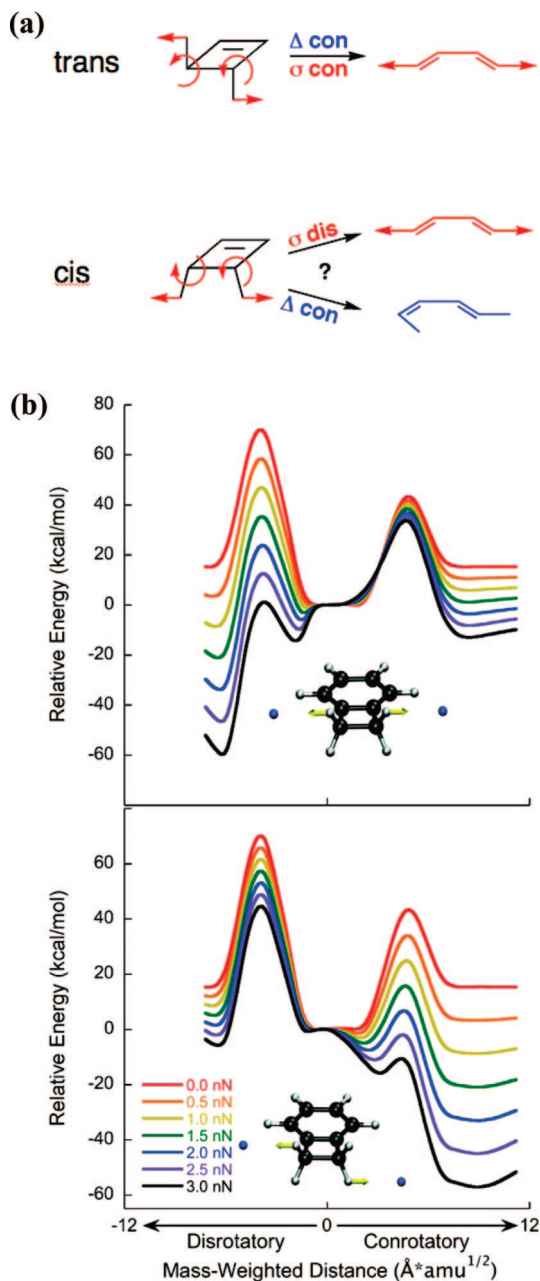 (a)
trans
Δ con
σ con
cis
σ dis
?
Δ con
(b)
80
60
40
20
0
-20
-40
-60
Relative Energy (kcal/mol)
60
40
20
0
-20
-40
-60
Relative Energy (kcal/mol)
0.0 nN
0.5 nN
1.0 nN
1.5 nN
2.0 nN
2.5 nN
3.0 nN
-12 0 12
Disrotatory Conrotatory
Mass-Weighted Distance (Å*amu1/2)